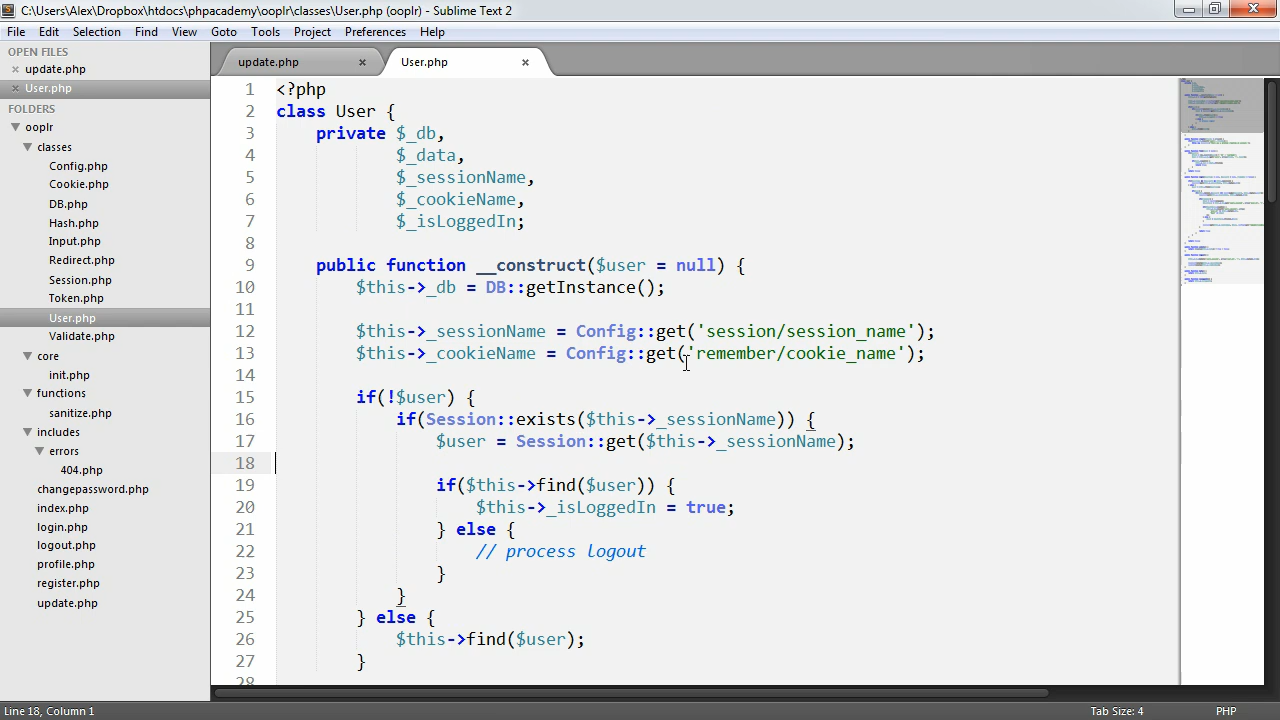 C:\Users\Alex\Dropbox\htdocs\phpacademy\ooplr\classes\User.php (ooplr) - Sublime Text 2
File Edit Selection Find View Goto Tools Project Preferences Help
OPEN FILES
update.php
User.php
FOLDERS
ooplr
classes
Config.php
Cookie.php
DB.php
Hash.php
Input.php
Redirect.php
Session.php
Token.php
User.php
Validate.php
core
init.php
functions
sanitize.php
includes
errors
404.php
changepassword.php
index.php
login.php
logout.php
profile.php
register.php
update.php
update.php User.php
1 <?php
2 class User {
3 private $_db,
4 $_data,
5 $_sessionName,
6 $_cookieName,
7 $_isLoggedIn;
8
9 public function __construct($user = null) {
10 $this->_db = DB::getInstance();
11
12 $this->_sessionName = Config::get('session/session_name');
13 $this->_cookieName = Config::get('remember/cookie_name');
14
15 if(!$user) {
16 if(Session::exists($this->_sessionName)) {
17 $user = Session::get($this->_sessionName);
18
19 if($this->find($user)) {
20 $this->_isLoggedIn = true;
21 } else {
22 // process logout
23 }
24 }
25 } else {
26 $this->find($user);
27 }
28
Line 18, Column 1 Tab Size: 4 PHP